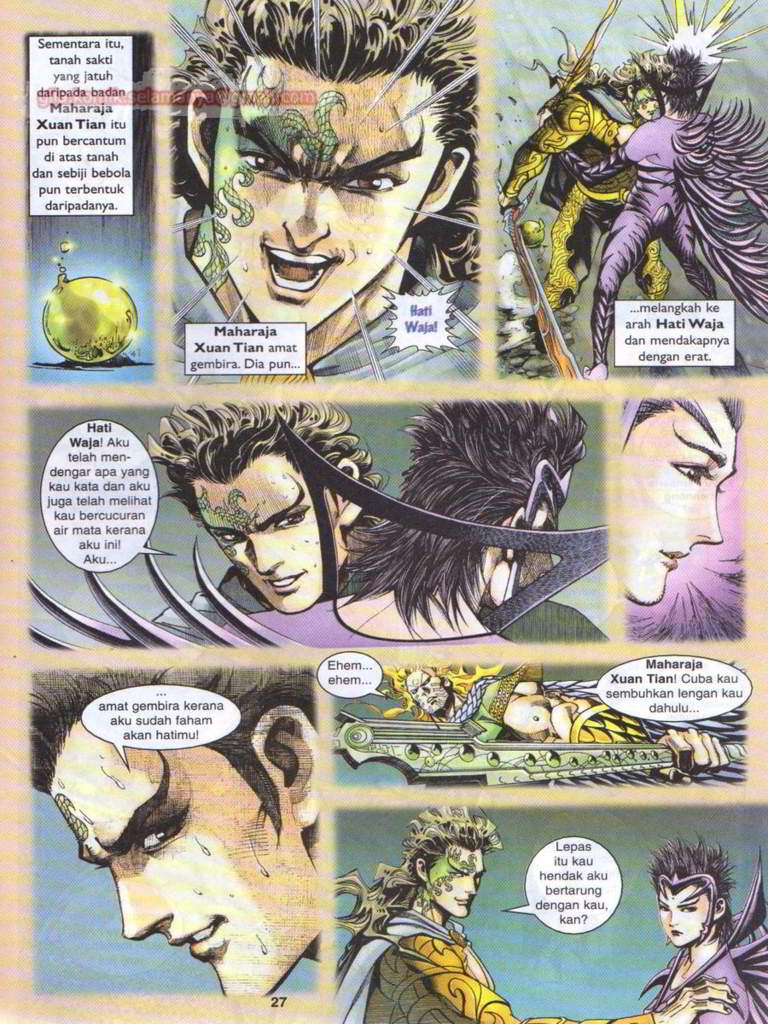 Sementara itu,
tanah sakti
yang jatuh
daripada badan
Maharaja
Xuan Tian itu
pun bercantum
di atas tanah
dan sebiji bebola
pun terbentuk
daripadanya.
Hati
Waja!
Maharaja
Xuan Tian amat
gembira. Dia pun...
...melangkah ke
arah Hati Waja
dan mendakapnya
dengan erat.
Hati
Waja! Aku
telah men-
dengar apa yang
kau kata dan aku
juga telah melihat
kau bercucuran
air mata kerana
aku ini!
Aku...
...
amat gembira kerana
aku sudah faham
akan hatimu!
Ehem...
ehem...
Maharaja
Xuan Tian! Cuba kau
sembuhkan lengan kau
dahulu...
Lepas
itu kau
hendak aku
bertarung
dengan kau,
kan?
27